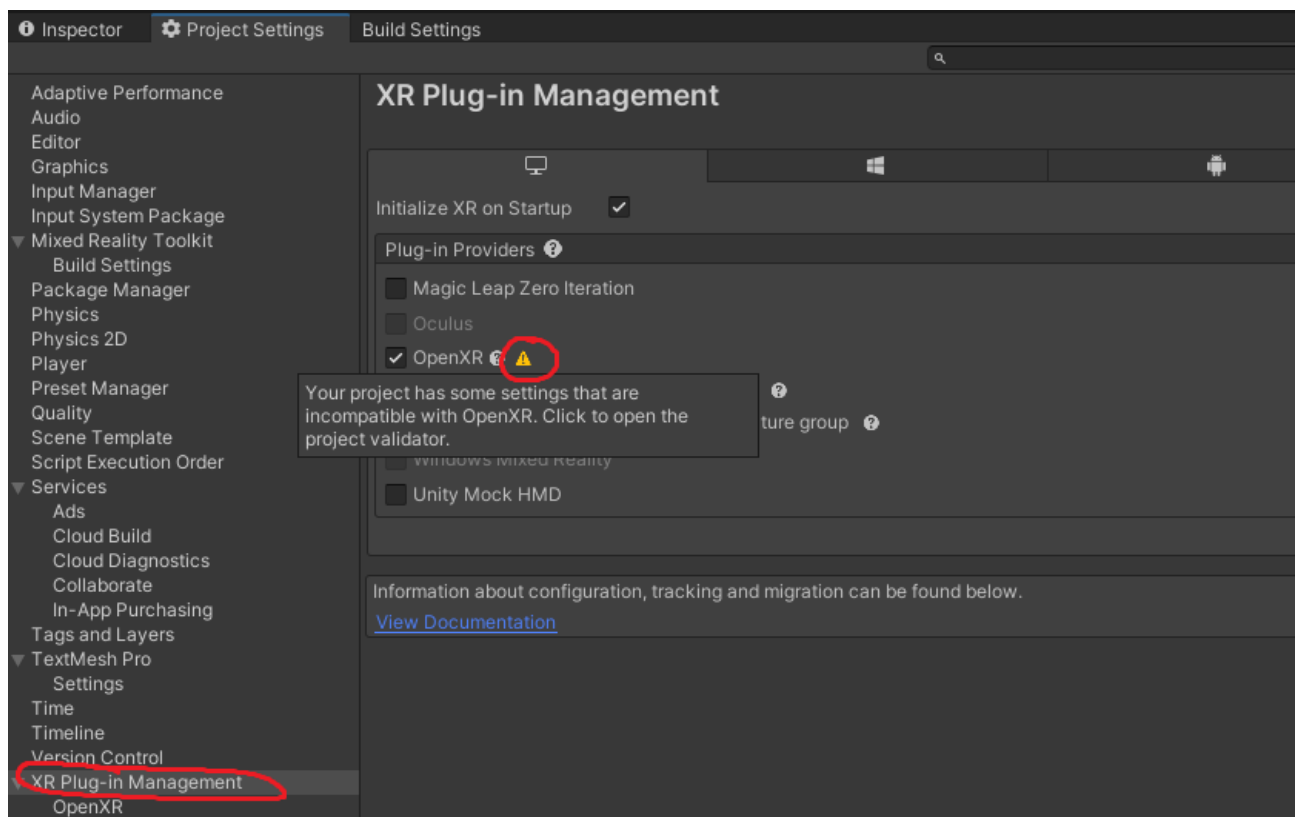 Inspector
Project Settings
Build Settings
Adaptive Performance
Audio
Editor
Graphics
Input Manager
Input System Package
Mixed Reality Toolkit
Build Settings
Package Manager
Physics
Physics 2D
Player
Preset Manager
Quality
Scene Template
Script Execution Order
Services
Ads
Cloud Build
Cloud Diagnostics
Collaborate
In-App Purchasing
Tags and Layers
TextMesh Pro
Settings
Time
Timeline
Version Control
XR Plug-in Management
OpenXR
XR Plug-in Management
Initialize XR on Startup
Plug-in Providers
Magic Leap Zero Iteration
Oculus
OpenXR
Your project has some settings that are
incompatible with OpenXR. Click to open the
project validator.
ture group
Windows Mixed Reality
Unity Mock HMD
Information about configuration, tracking and migration can be found below.
View Documentation